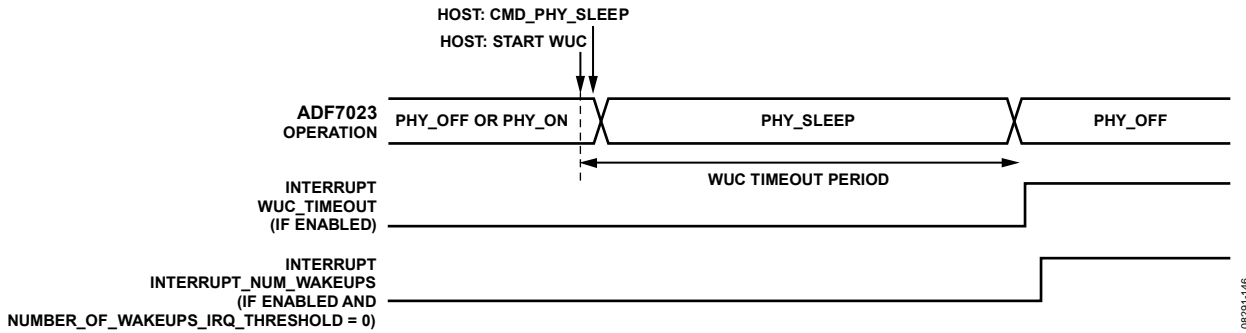 HOST: CMD_PHY_SLEEP
HOST: START WUC
ADF7023
OPERATION
PHY_OFF OR PHY_ON
PHY_SLEEP
PHY_OFF
WUC TIMEOUT PERIOD
INTERRUPT
WUC_TIMEOUT
(IF ENABLED)
INTERRUPT
INTERRUPT_NUM_WAKEUPS
(IF ENABLED AND
NUMBER_OF_WAKEUPS_IRQ_THRESHOLD = 0)
08291-146